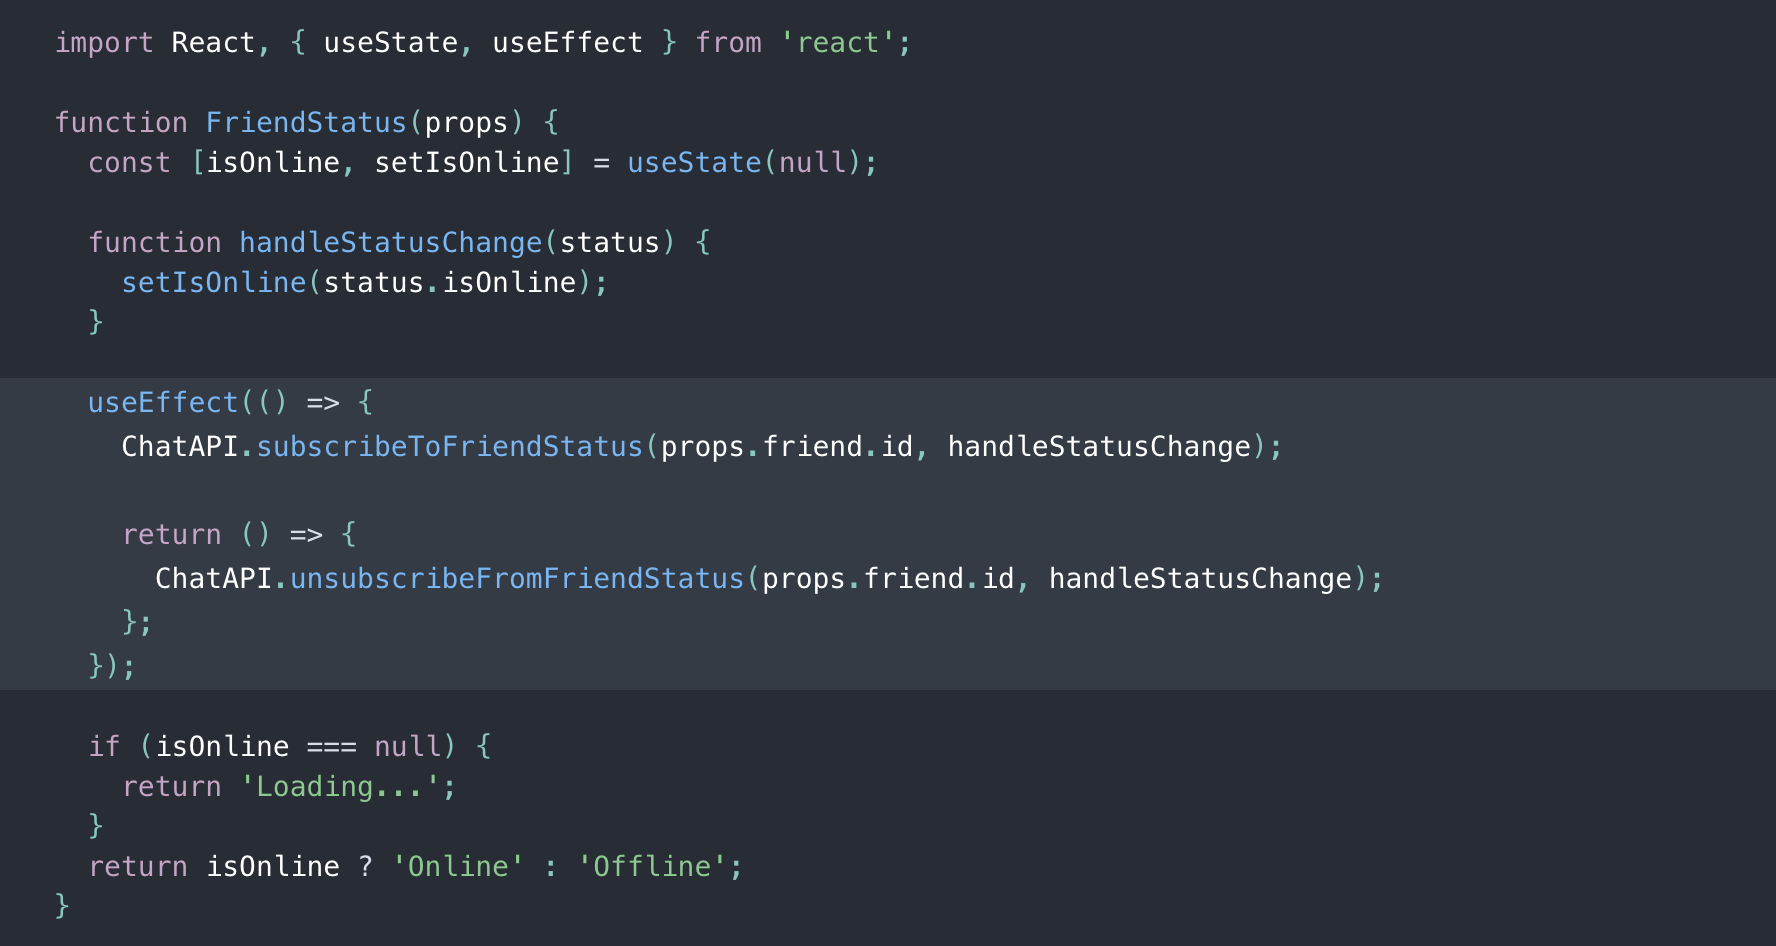 import React, { useState, useEffect } from 'react';
function FriendStatus(props) {
  const [isOnline, setIsOnline] = useState(null);
  function handleStatusChange(status) {
    setIsOnline(status.isOnline);
  }
  useEffect(() => {
    ChatAPI.subscribeToFriendStatus(props.friend.id, handleStatusChange);
    return () => {
      ChatAPI.unsubscribeFromFriendStatus(props.friend.id, handleStatusChange);
    };
  });
  if (isOnline === null) {
    return 'Loading...';
  }
  return isOnline ? 'Online' : 'Offline';
}